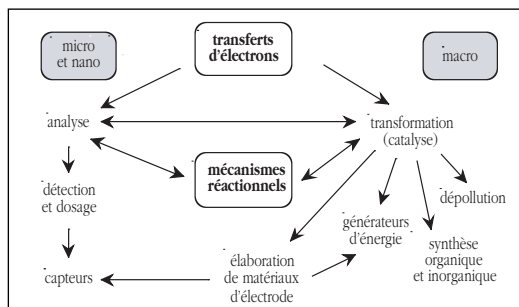 micro
et nano
transferts
d'électrons
macro
analyse
transformation
(catalyse)
mécanismes
réactionnels
détection
et dosage
dépollution
générateurs
d'énergie
synthèse
organique
et inorganique
capteurs
élaboration
de matériaux
d'électrode